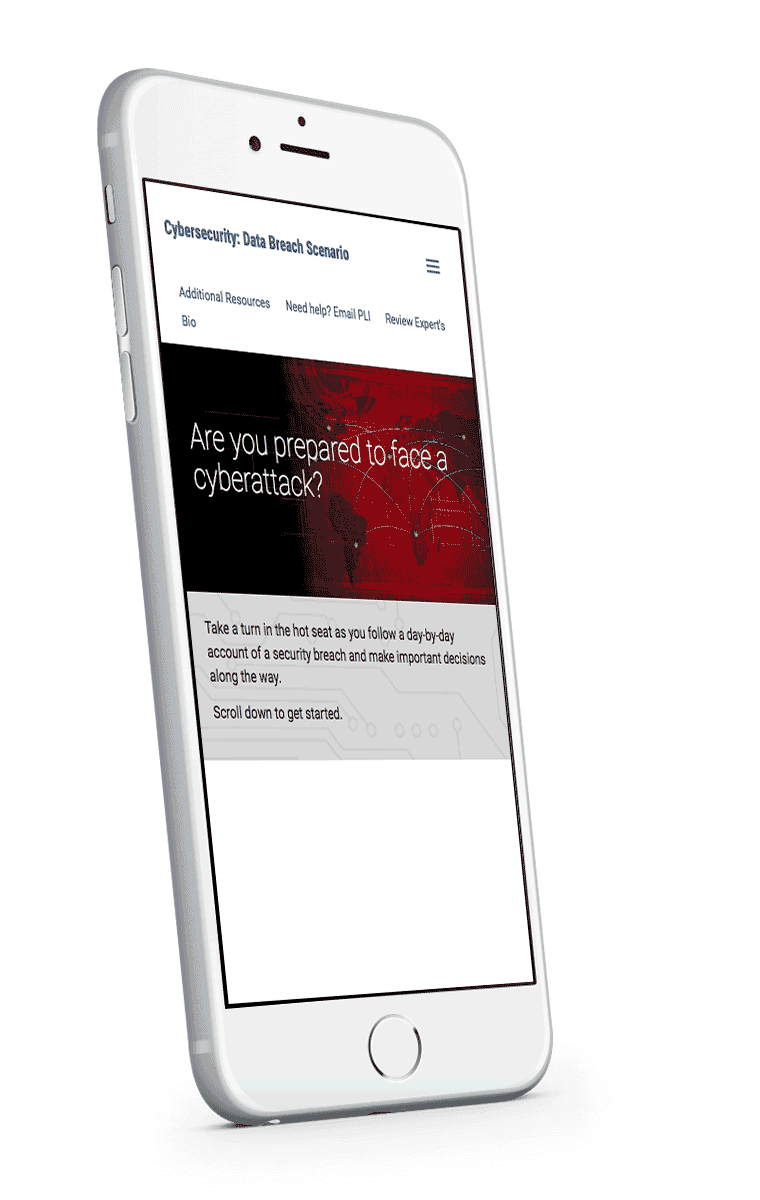 Cybersecurity: Data Breach Scenario
Additional Resources Need help? Email PLI Review Expert's
Bio
Are you prepared to face a
cyberattack?
Take a turn in the hot seat as you follow a day-by-day
account of a security breach and make important decisions
along the way.
Scroll down to get started.